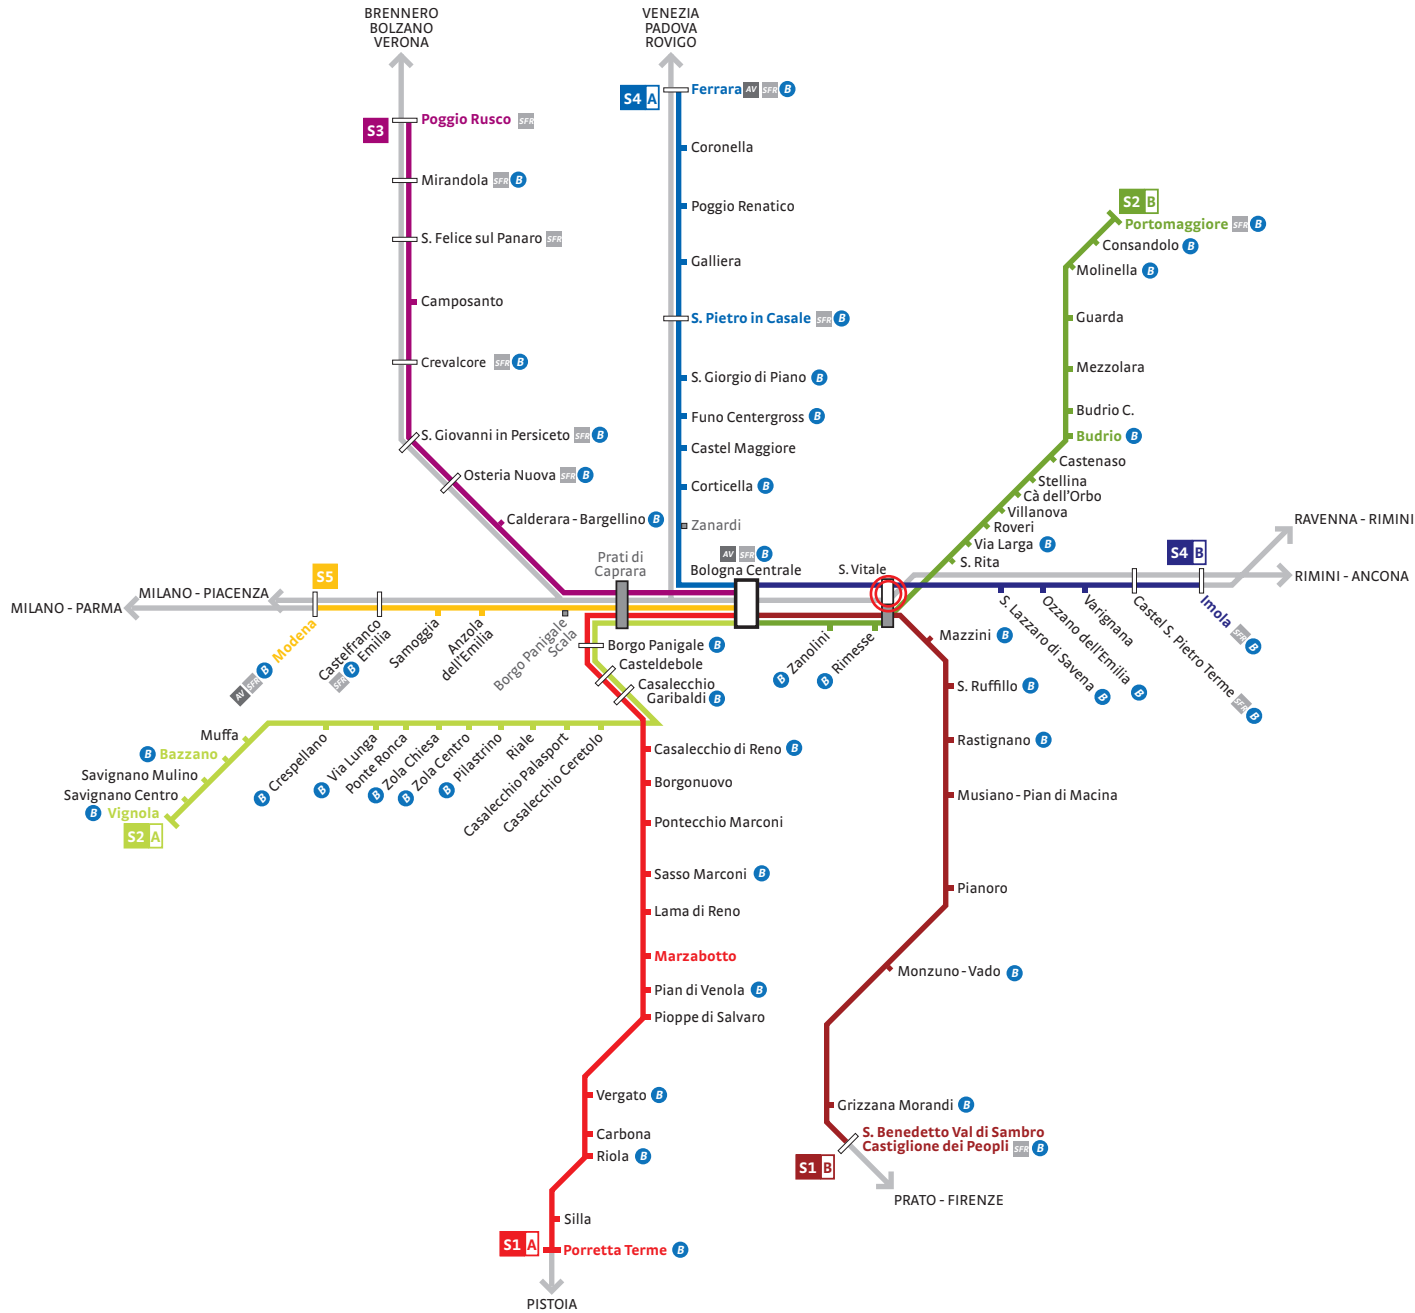 BRENNERO
BOLZANO
VERONA
VENEZIA
PADOVA
ROVIGO
S4 A
Ferrara AV SFR B
S3
Poggio Rusco SFR
Coronella
Mirandola SFR B
Poggio Renatico
S2 B
Portomaggiore SFR B
S. Felice sul Panaro SFR
Consandolo B
Galliera
Molinella B
Camposanto
S. Pietro in Casale SFR B
Guarda
Crevalcore SFR B
Mezzolara
S. Giorgio di Piano B
Budrio C.
Funo Centergross B
S. Giovanni in Persiceto SFR B
Budrio B
Castel Maggiore
Castenaso
Osteria Nuova SFR B
Stellina
Corticella B
Cà dell'Orbo
Villanova
Calderara - Bargellino B
Zanardi
Roveri
RAVENNA - RIMINI
Via Larga B
S4 B
AV SFR B
Prati di
Caprara
S. Rita
Bologna Centrale
S. Vitale
S5
RIMINI - ANCONA
MILANO - PIACENZA
MILANO - PARMA
AV SFR B Modena
Castelfranco
SFR B Emilia
Samoggia
Anzola
dell'Emilia
Borgo Panigale
Scala
Borgo Panigale B
Casteldebole
Casalecchio
Garibaldi B
B Zanolini
B Rimesse
Mazzini B
S. Lazzaro di Savena B
Ozzano dell'Emilia B
Varignana
Castel S. Pietro Terme SFR B
Imola SFR B
S. Ruffillo B
Muffa
B Bazzano
Savignano Mulino
Savignano Centro
B Vignola
S2 A
B Crespellano
B Via Lunga
Ponte Ronca
B Zola Chiesa
B Zola Centro
B Pilastrino
Riale
Casalecchio Palasport
Casalecchio Ceretolo
Casalecchio di Reno B
Rastignano B
Borgonuovo
Musiano - Pian di Macina
Pontecchio Marconi
Sasso Marconi B
Pianoro
Lama di Reno
Marzabotto
Monzuno - Vado B
Pian di Venola B
Pioppe di Salvaro
Vergato B
Grizzana Morandi B
Carbona
S. Benedetto Val di Sambro
Castiglione dei Peopli SFR B
Riola B
S1 B
PRATO - FIRENZE
Silla
S1 A
Porretta Terme B
PISTOIA